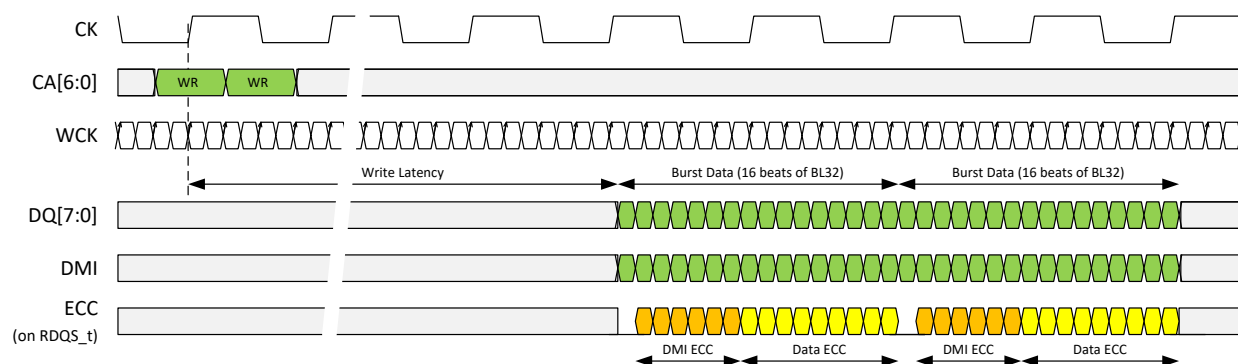 CK
CA[6:0]
WR WR
WCK
Write Latency Burst Data (16 beats of BL32) Burst Data (16 beats of BL32)
DQ[7:0]
DMI
ECC
(on RDQS_t)
DMI ECC Data ECC DMI ECC Data ECC